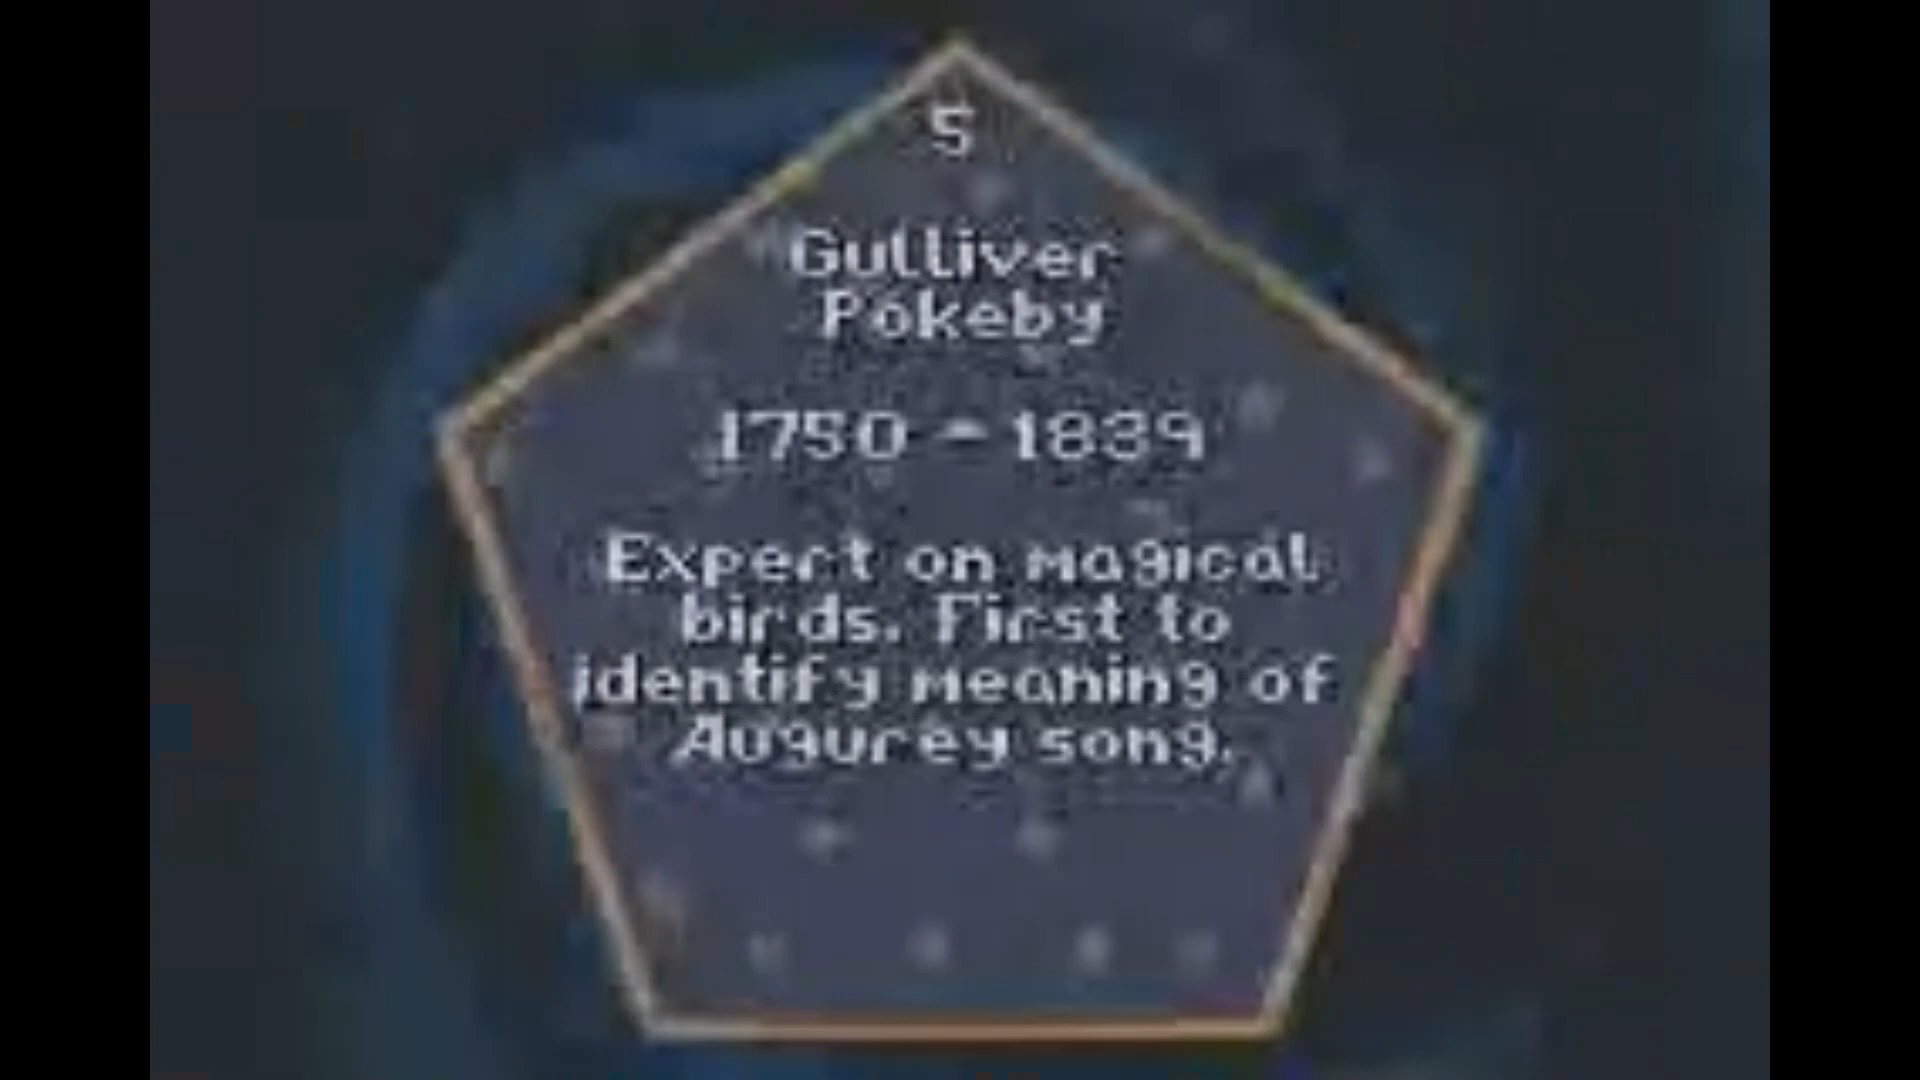 5
Gulliver
Pokeby
1750 - 1839
Expert on magical
birds. First to
identify meaning of
Augurey song.